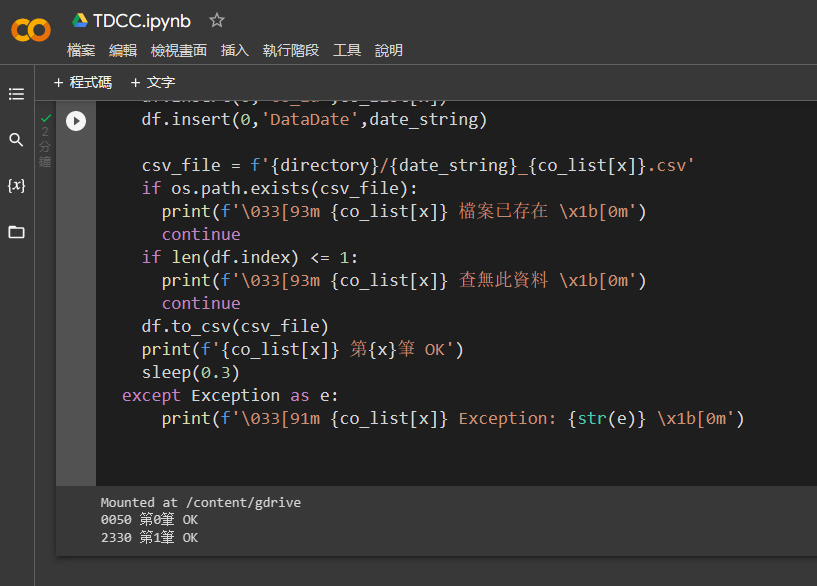 TDCC.ipynb
檔案 編輯 檢視畫面 插入 執行階段 工具 說明
+ 程式碼 + 文字
2
分
鐘
df.insert(0,'DataDate',date_string)
csv_file = f'{directory}/{date_string}_{co_list[x]}.csv'
if os.path.exists(csv_file):
print(f'\033[93m {co_list[x]} 檔案已存在 \x1b[0m')
continue
if len(df.index) <= 1:
print(f'\033[93m {co_list[x]} 查無此資料 \x1b[0m')
continue
df.to_csv(csv_file)
print(f'{co_list[x]} 第{x}筆 OK')
sleep(0.3)
except Exception as e:
print(f'\033[91m {co_list[x]} Exception: {str(e)} \x1b[0m')
Mounted at /content/gdrive
0050 第0筆 OK
2330 第1筆 OK